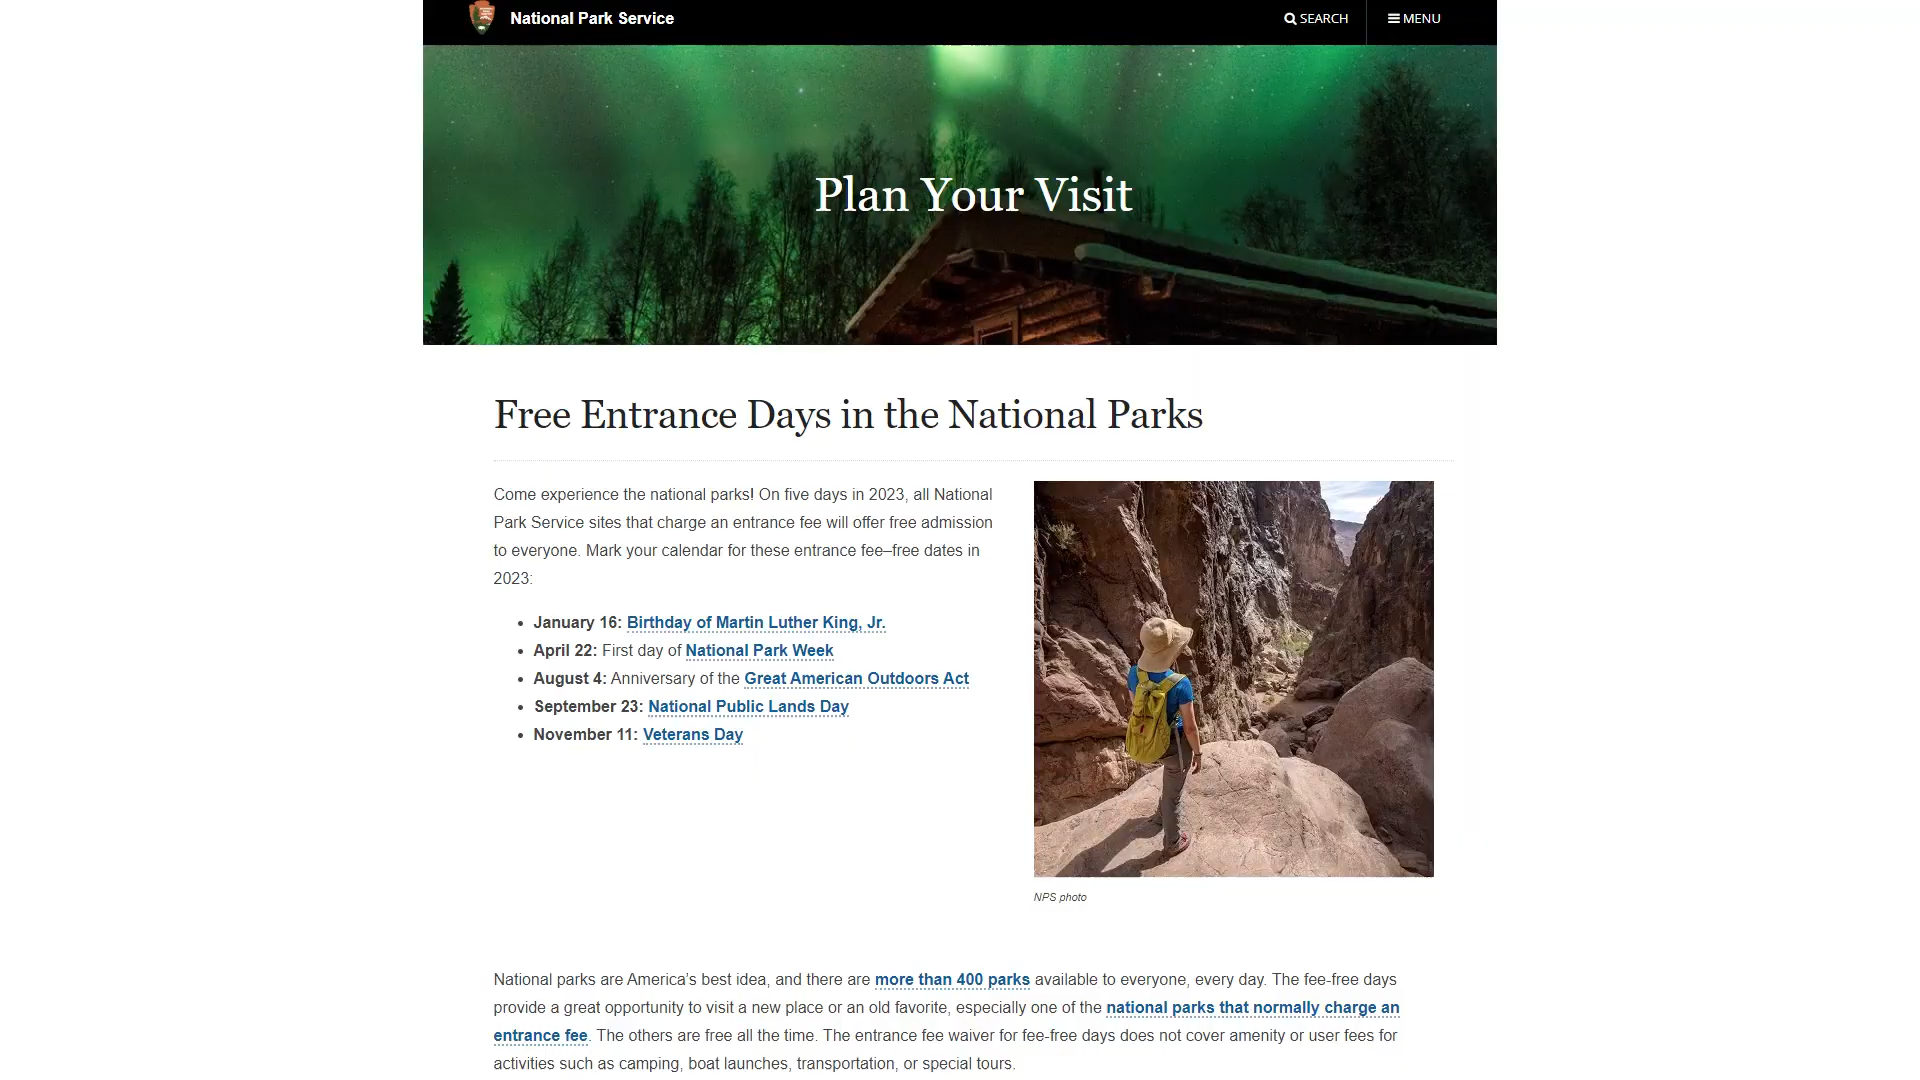 National Park Service
SEARCH
MENU
Plan Your Visit
Free Entrance Days in the National Parks
Come experience the national parks! On five days in 2023, all National
Park Service sites that charge an entrance fee will offer free admission
to everyone. Mark your calendar for these entrance fee–free dates in
2023:
• January 16: Birthday of Martin Luther King, Jr.
• April 22: First day of National Park Week
• August 4: Anniversary of the Great American Outdoors Act
• September 23: National Public Lands Day
• November 11: Veterans Day
NPS photo
National parks are America’s best idea, and there are more than 400 parks available to everyone, every day. The fee-free days
provide a great opportunity to visit a new place or an old favorite, especially one of the national parks that normally charge an
entrance fee. The others are free all the time. The entrance fee waiver for fee-free days does not cover amenity or user fees for
activities such as camping, boat launches, transportation, or special tours.